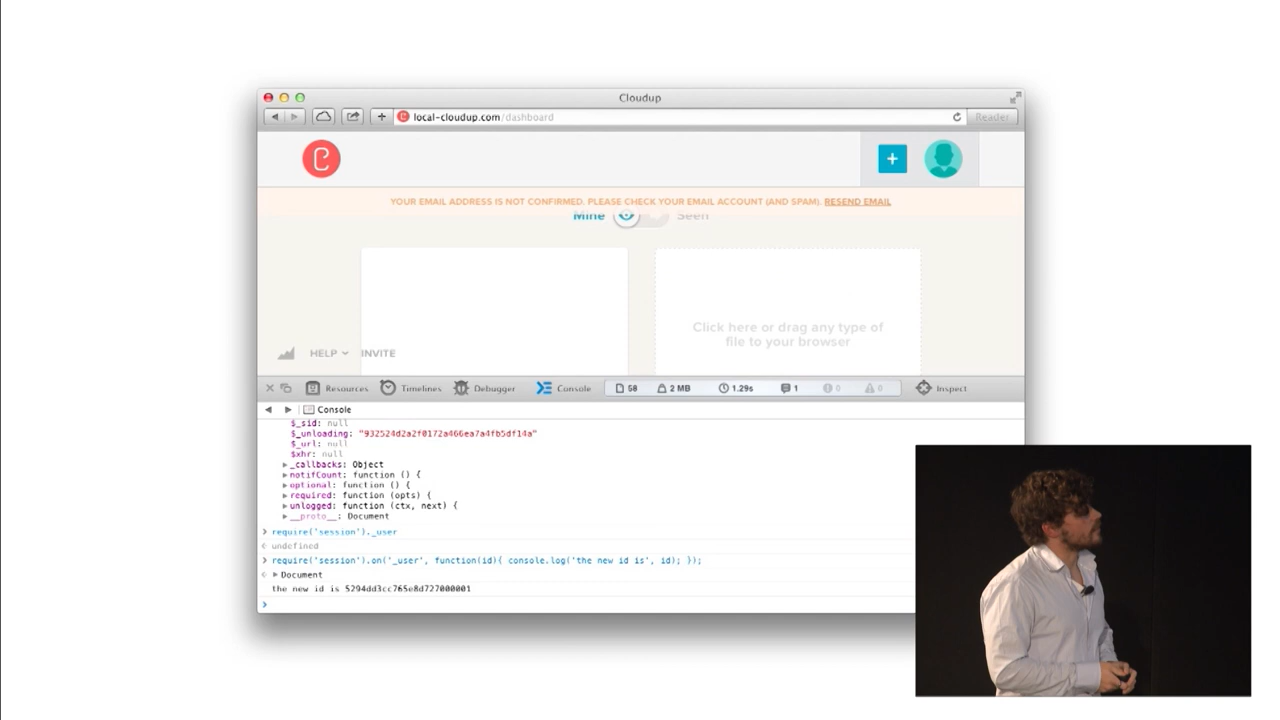 Cloudup
local-cloudup.com/dashboard
Reader
YOUR EMAIL ADDRESS IS NOT CONFIRMED. PLEASE CHECK YOUR EMAIL ACCOUNT (AND SPAM). RESEND EMAIL
Mine Seen
Click here or drag any type of
file to your browser
HELP INVITE
Resources Timelines Debugger Console 58 2 MB 1.29s 1 0 0 Inspect
Console
$_sid: null
$_unloading: "932524d2a2f0172a466ea7a4fb5df14a"
$_url: null
$xhr: null
_callbacks: Object
notifCount: function () {
optional: function () {
required: function (opts) {
unlogged: function (ctx, next) {
__proto__: Document
require('session')._user
undefined
require('session').on('_user', function(id){ console.log('the new id is', id); });
Document
the new id is 5294dd3cc765e8d727000001